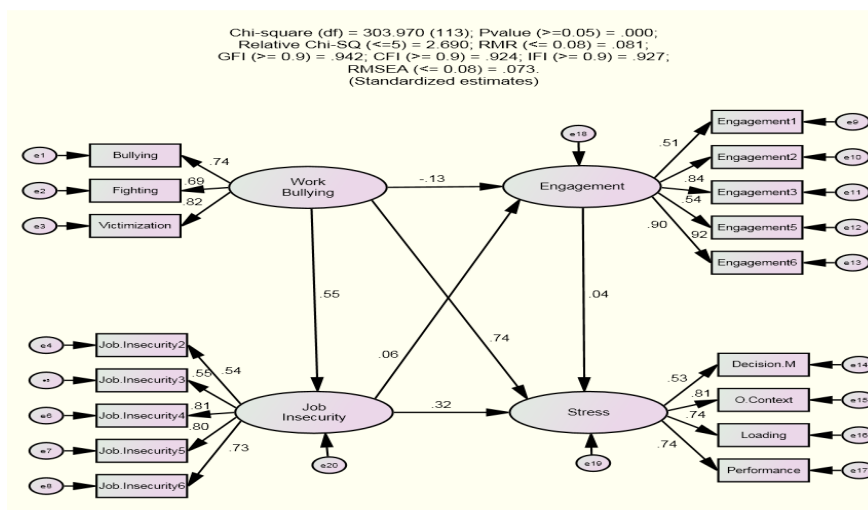 Chi-square (df) = 303.970 (113); Pvalue (>=0.05) = .000;
Relative Chi-SQ (<=5) = 2.690; RMR (<= 0.08) = .081;
GFI (>= 0.9) = .942; CFI (>= 0.9) = .924; IFI (>= 0.9) = .927;
RMSEA (<= 0.08) = .073.
(Standardized estimates)
e1
Bullying
.74
e2
Fighting
.69
e3
Victimization
.82
Work
Bullying
-.13
e18
Engagement
.51
Engagement1
e9
Engagement2
e10
.84
Engagement3
e11
.54
Engagement5
e12
.90
.92
Engagement6
e13
.55
.04
.06
.74
e4
Job.Insecurity2
.54
Job.Insecurity3
.55
e6
Job.Insecurity4
.81
e7
Job.Insecurity5
.80
e8
Job.Insecurity6
.73
Job
Insecurity
.32
e20
Stress
e19
.53
Decision.M
e14
.81
O.Context
e15
.74
Loading
e16
.74
Performance
e17